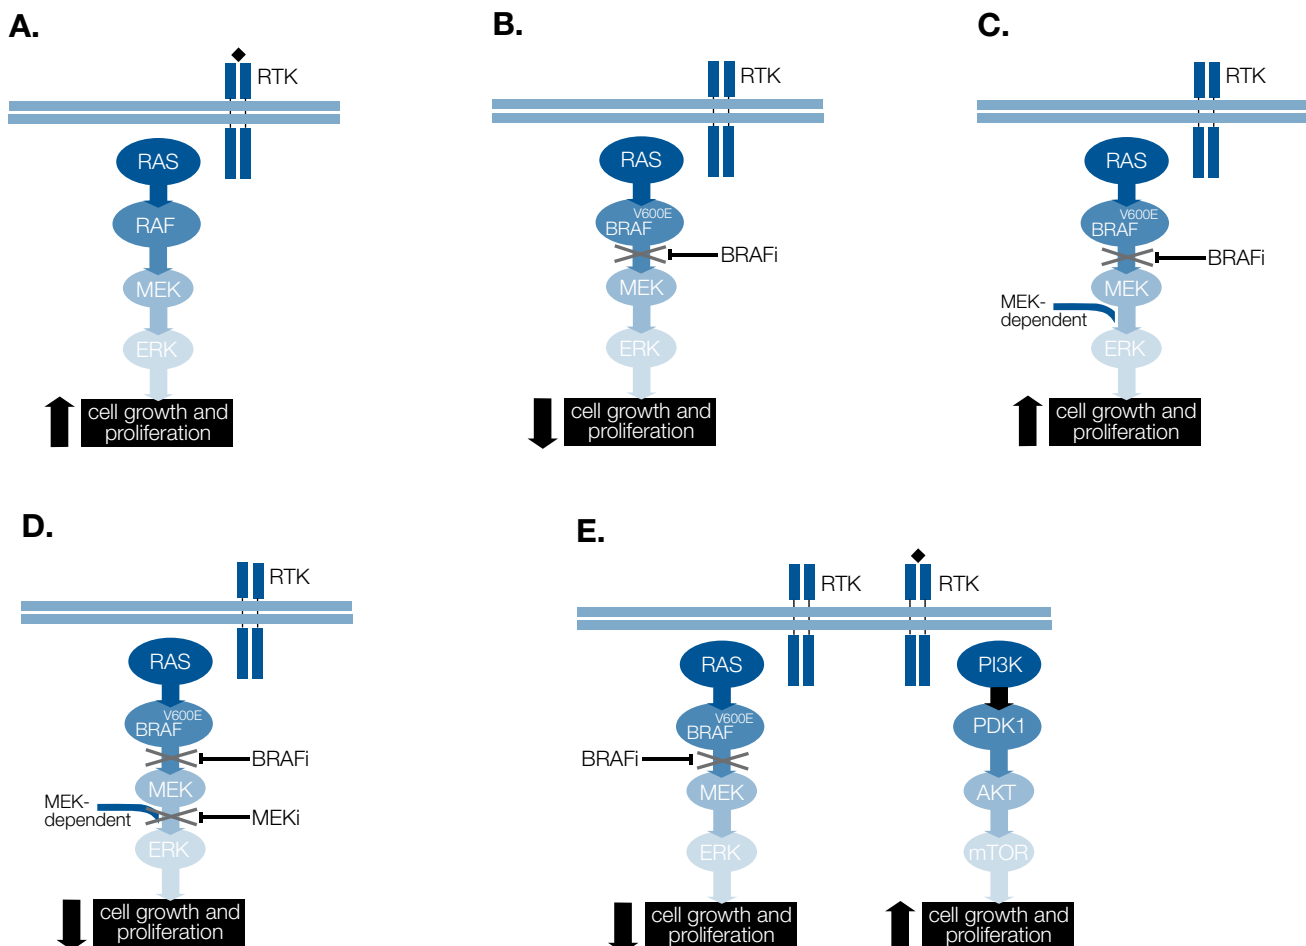 A.
RTK
RAS
RAF
MEK
ERK
cell growth and
proliferation
B.
RTK
RAS
V600E
BRAF
BRAFi
MEK
ERK
cell growth and
proliferation
C.
RTK
RAS
V600E
BRAF
BRAFi
MEK
MEK-
dependent
ERK
cell growth and
proliferation
D.
RTK
RAS
V600E
BRAF
BRAFi
MEK
MEK-
dependent
MEKi
ERK
cell growth and
proliferation
E.
RTK
RAS
V600E
BRAF
BRAFi
MEK
ERK
cell growth and
proliferation
RTK
PI3K
PDK1
AKT
mTOR
cell growth and
proliferation